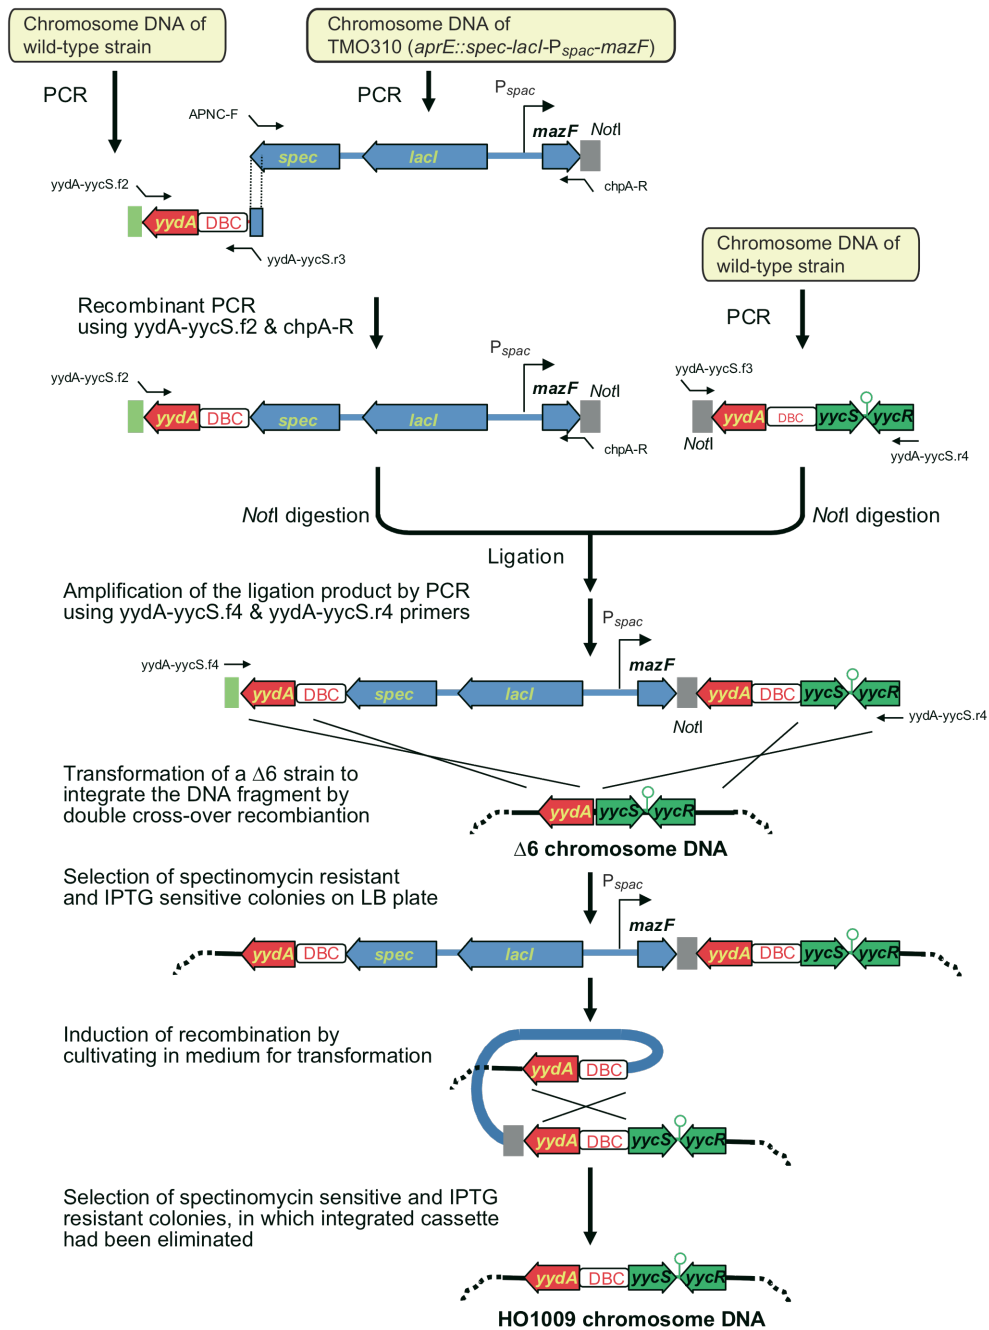 Chromosome DNA of
wild-type strain
Chromosome DNA of
TMO310 (aprE::spec-lacI-Pspac-mazF)
PCR
PCR
Pspac
APNC-F
mazF
NotI
spec
lacI
chpA-R
yydA-yycS.f2
yydA
DBC
yydA-yycS.r3
Chromosome DNA of
wild-type strain
Recombinant PCR
using yydA-yycS.f2 & chpA-R
PCR
Pspac
yydA-yycS.f2
mazF
NotI
yydA
DBC
spec
lacI
chpA-R
yydA-yycS.f3
yydA
DBC
yycS
yycR
NotI
yydA-yycS.r4
NotI digestion
NotI digestion
Ligation
Amplification of the ligation product by PCR
using yydA-yycS.f4 & yydA-yycS.r4 primers
Pspac
yydA-yycS.f4
mazF
yydA
DBC
spec
lacI
yydA
DBC
yycS
yycR
NotI
yydA-yycS.r4
Transformation of a Δ6 strain to
integrate the DNA fragment by
double cross-over recombiantion
yydA
yycS
yycR
Δ6 chromosome DNA
Selection of spectinomycin resistant
and IPTG sensitive colonies on LB plate
Pspac
mazF
yydA
DBC
spec
lacI
yydA
DBC
yycS
yycR
Induction of recombination by
cultivating in medium for transformation
yydA
DBC
yydA
DBC
yycS
yycR
Selection of spectinomycin sensitive and IPTG
resistant colonies, in which integrated cassette
had been eliminated
yydA
DBC
yycS
yycR
HO1009 chromosome DNA